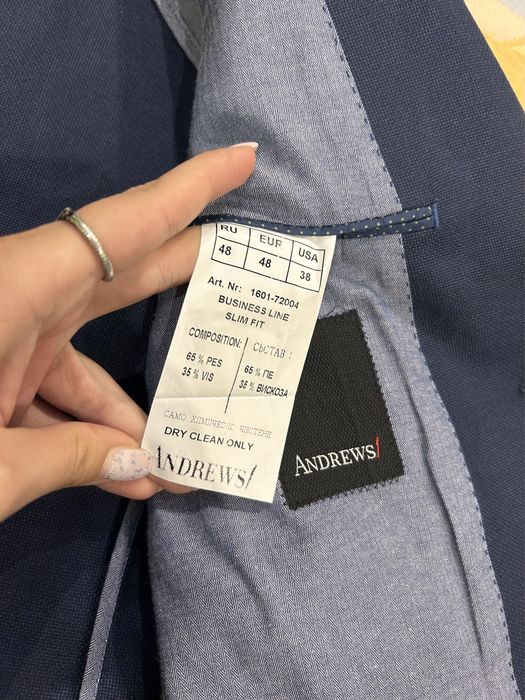 RU EUR USA
48 48 38
Art. Nr: 1601-72004
BUSINESS LINE
SLIM FIT
COMPOSITION: СЬСТАВ :
65 % PES 65 % ПЕ
35 % VIS 35 % ВИСКОЗА
САМО ХИМИЧЕСКО ЧИСТЕНЕ
DRY CLEAN ONLY
ANDREWS/
ANDREWS/